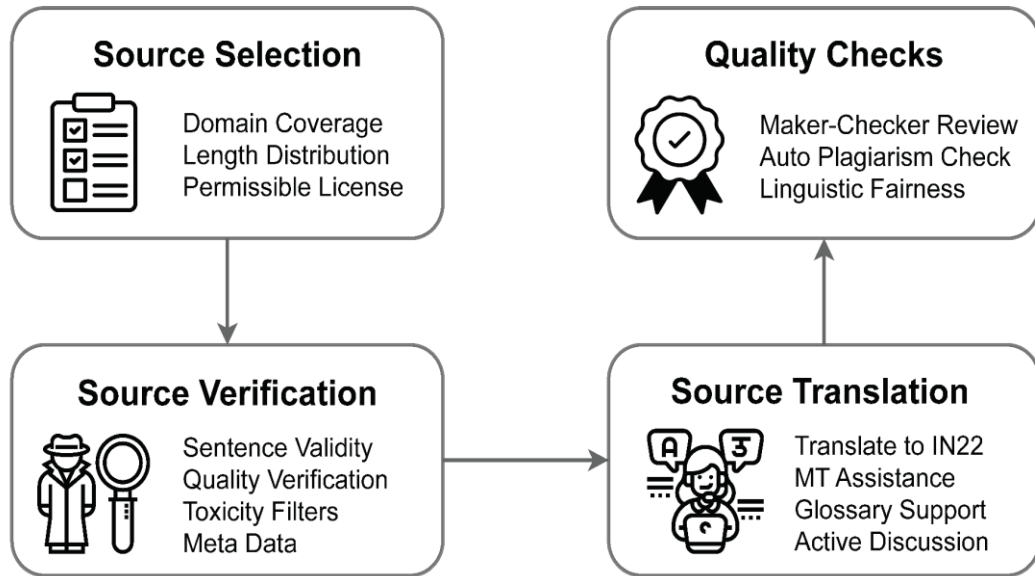 Source Selection
Domain Coverage
Length Distribution
Permissible License
Source Verification
Sentence Validity
Quality Verification
Toxicity Filters
Meta Data
Source Translation
A
Translate to IN22
MT Assistance
Glossary Support
Active Discussion
Quality Checks
Maker-Checker Review
Auto Plagiarism Check
Linguistic Fairness